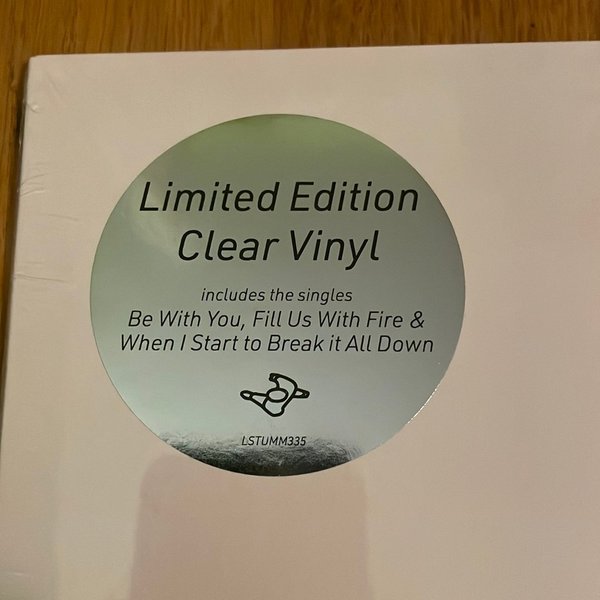 Limited Edition
Clear Vinyl
includes the singles
Be With You, Fill Us With Fire &
When I Start to Break it All Down
LSTUMM335